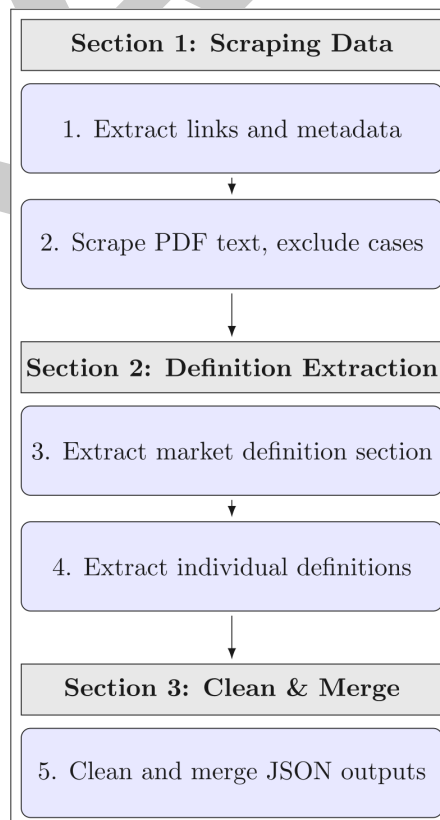 Section 1: Scraping Data
1. Extract links and metadata
2. Scrape PDF text, exclude cases
Section 2: Definition Extraction
3. Extract market definition section
4. Extract individual definitions
Section 3: Clean & Merge
5. Clean and merge JSON outputs